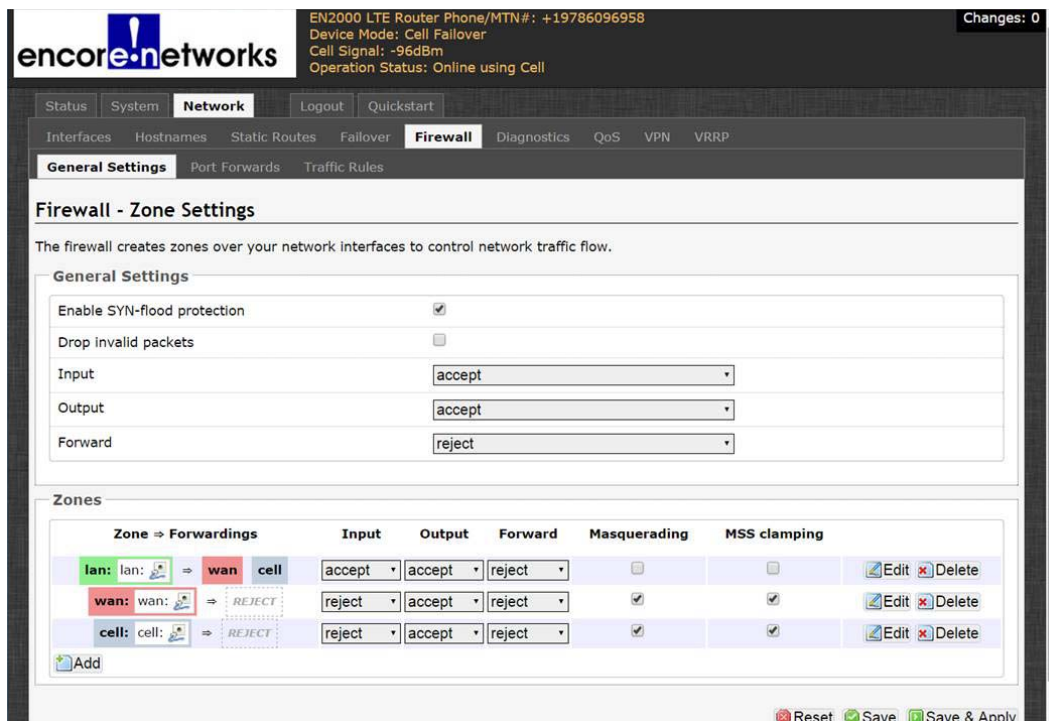 encore!networks
EN2000 LTE Router Phone/MTN#: +19786096958
Device Mode: Cell Failover
Cell Signal: -96dBm
Operation Status: Online using Cell
Changes: 0
Status System Network Logout Quickstart
Interfaces Hostnames Static Routes Failover Firewall Diagnostics QoS VPN VRRP
General Settings Port Forwards Traffic Rules
Firewall - Zone Settings
The firewall creates zones over your network interfaces to control network traffic flow.
General Settings
Enable SYN-flood protection
Drop invalid packets
Input accept
Output accept
Forward reject
Zones
Zone ⇒ Forwardings Input Output Forward Masquerading MSS clamping
lan: lan: ⇒ wan cell accept accept reject Edit Delete
wan: wan: ⇒ REJECT reject accept reject Edit Delete
cell: cell: ⇒ REJECT reject accept reject Edit Delete
Add
Reset Save Save & Apply